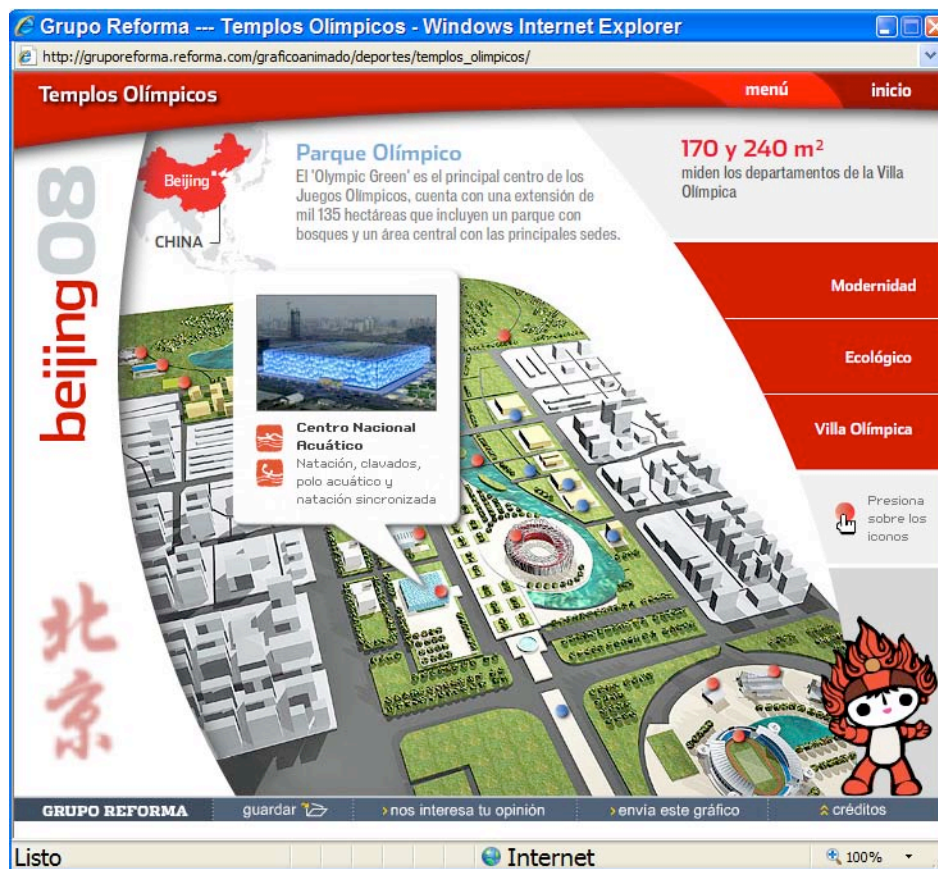 Grupo Reforma --- Templos Olímpicos - Windows Internet Explorer
http://gruporeforma.reforma.com/graficoanimado/deportes/templos_olimpicos/
Templos Olímpicos
menú
inicio
beijing08
Beijing
CHINA
Parque Olímpico
El 'Olympic Green' es el principal centro de los
Juegos Olímpicos, cuenta con una extensión de
mil 135 hectáreas que incluyen un parque con
bosques y un área central con las principales sedes.
170 y 240 m²
miden los departamentos de la Villa
Olímpica
Modernidad
Ecológico
Villa Olímpica
Centro Nacional
Acuático
Natación, clavados,
polo acuático y
natación sincronizada
Presiona
sobre los
iconos
北
京
GRUPO REFORMA
guardar
nos interesa tu opinión
envía este gráfico
créditos
Listo
Internet
100%